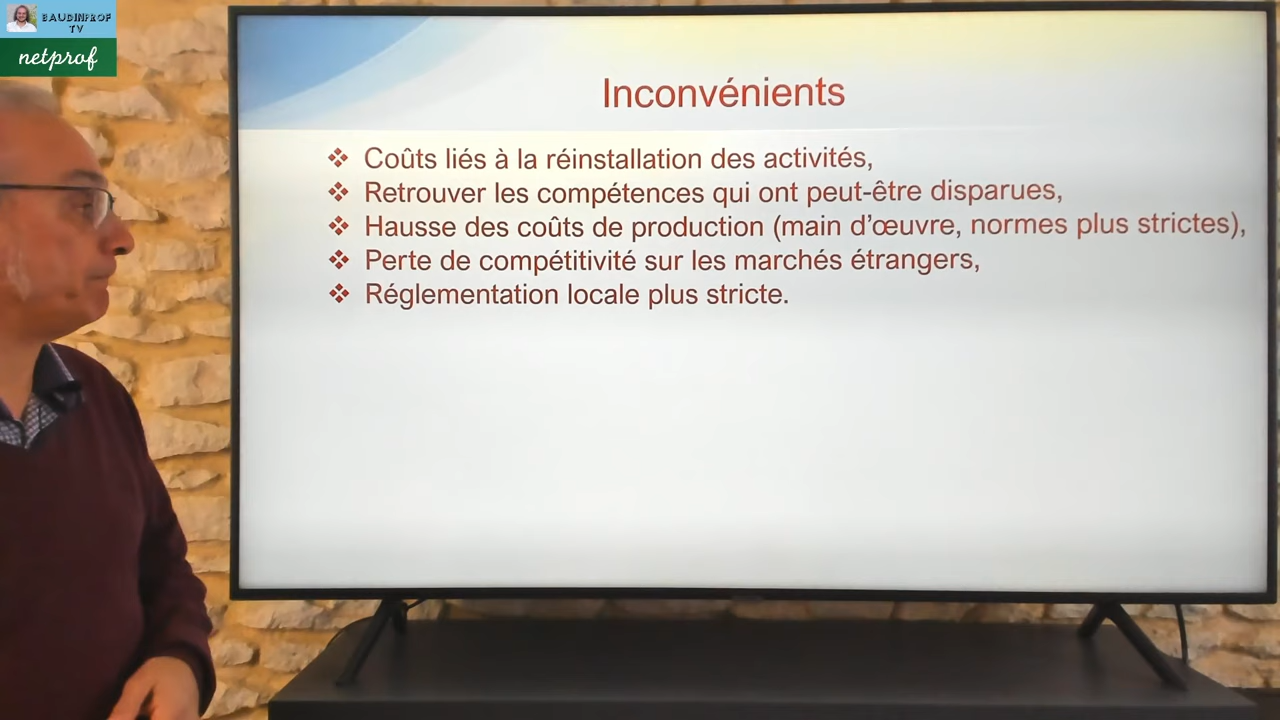 BAUDINPROF
TV
netprof
Inconvénients
Coûts liés à la réinstallation des activités,
Retrouver les compétences qui ont peut-être disparues,
Hausse des coûts de production (main d’œuvre, normes plus strictes),
Perte de compétitivité sur les marchés étrangers,
Réglementation locale plus stricte.